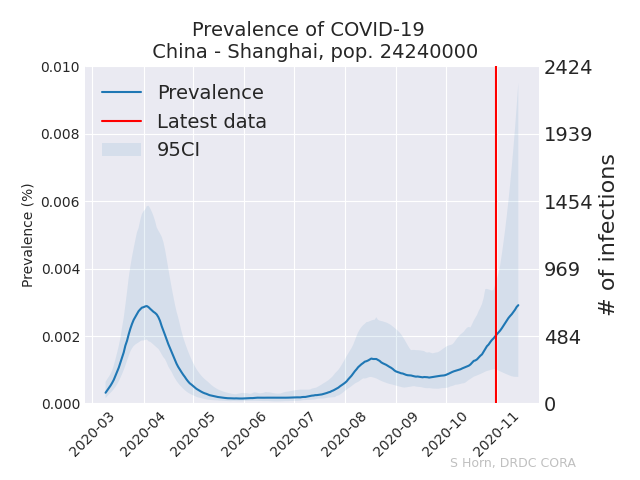 Prevalence of COVID-19
China - Shanghai, pop. 24240000
Prevalence
Latest data
95CI
Prevalence (%)
0.010
0.008
0.006
0.004
0.002
0.000
2424
1939
1454
969
484
0
# of infections
2020-03
2020-04
2020-05
2020-06
2020-07
2020-08
2020-09
2020-10
2020-11
S Horn, DRDC CORA